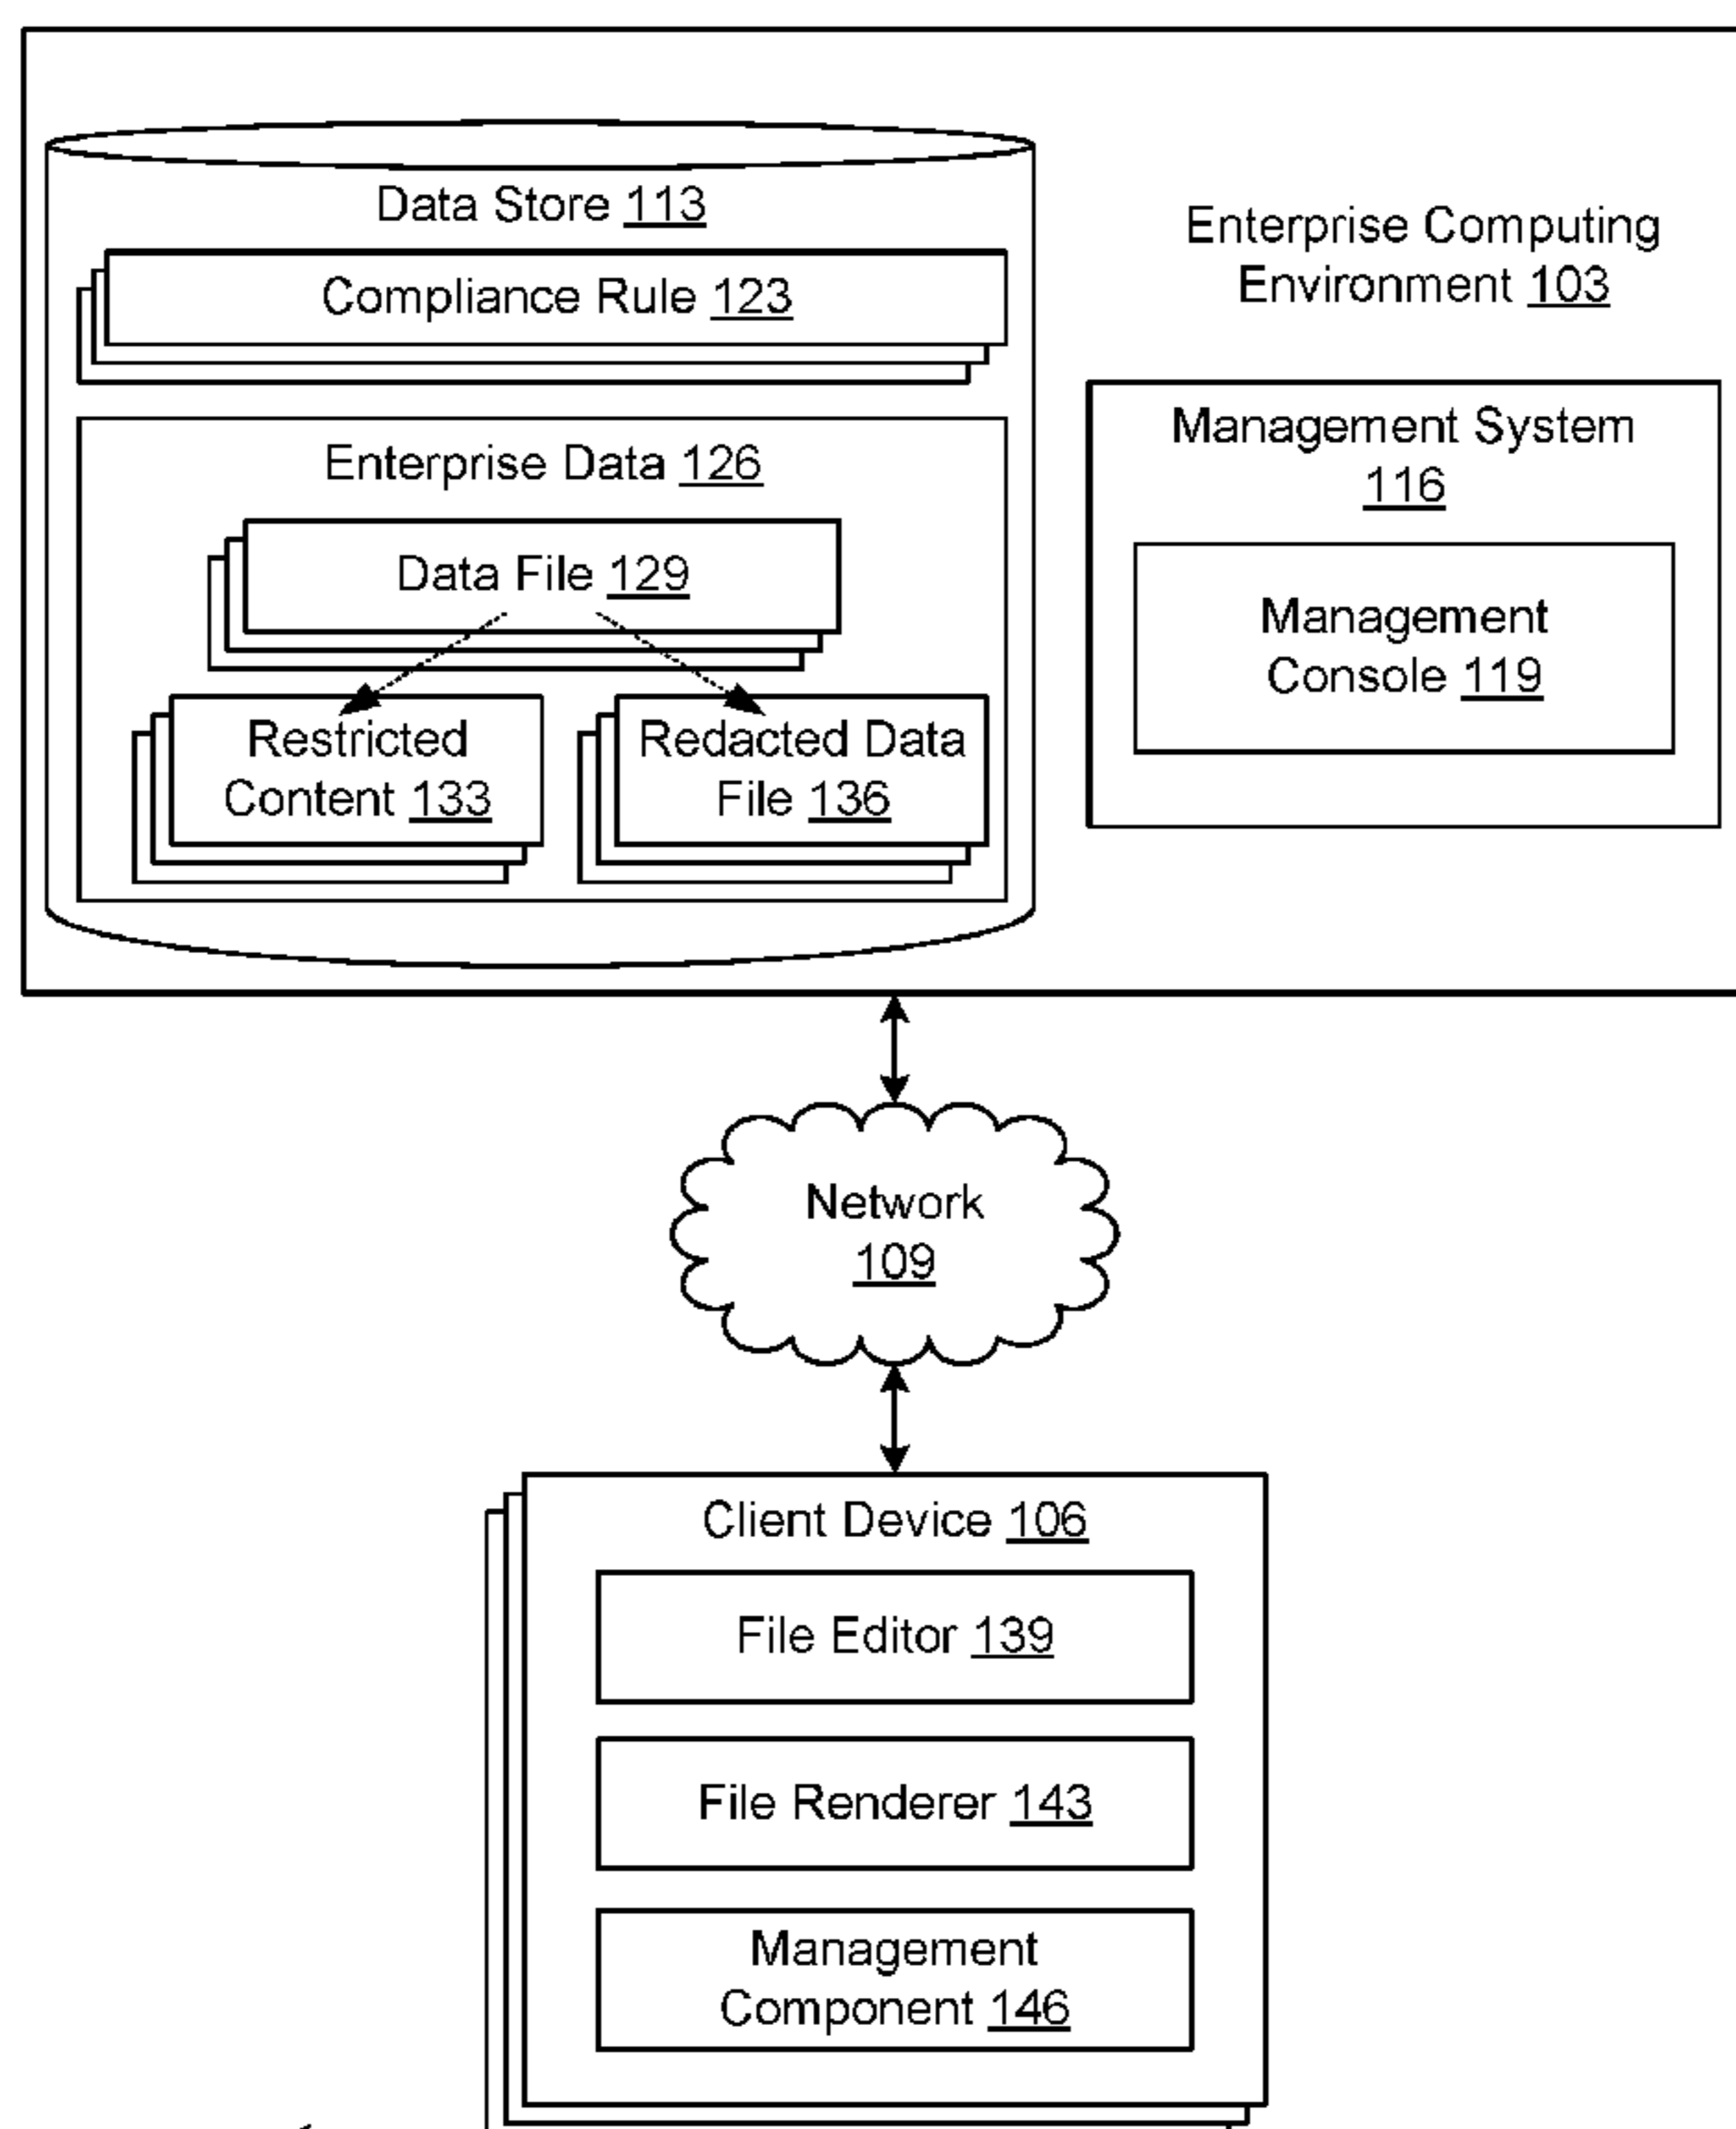 Data Store 113
Compliance Rule 123
Enterprise Data 126
Data File 129
Restricted
Content 133
Redacted Data
File 136
Enterprise Computing
Environment 103
Management System
116
Management
Console 119
Network
109
Client Device 106
File Editor 139
File Renderer 143
Management
Component 146